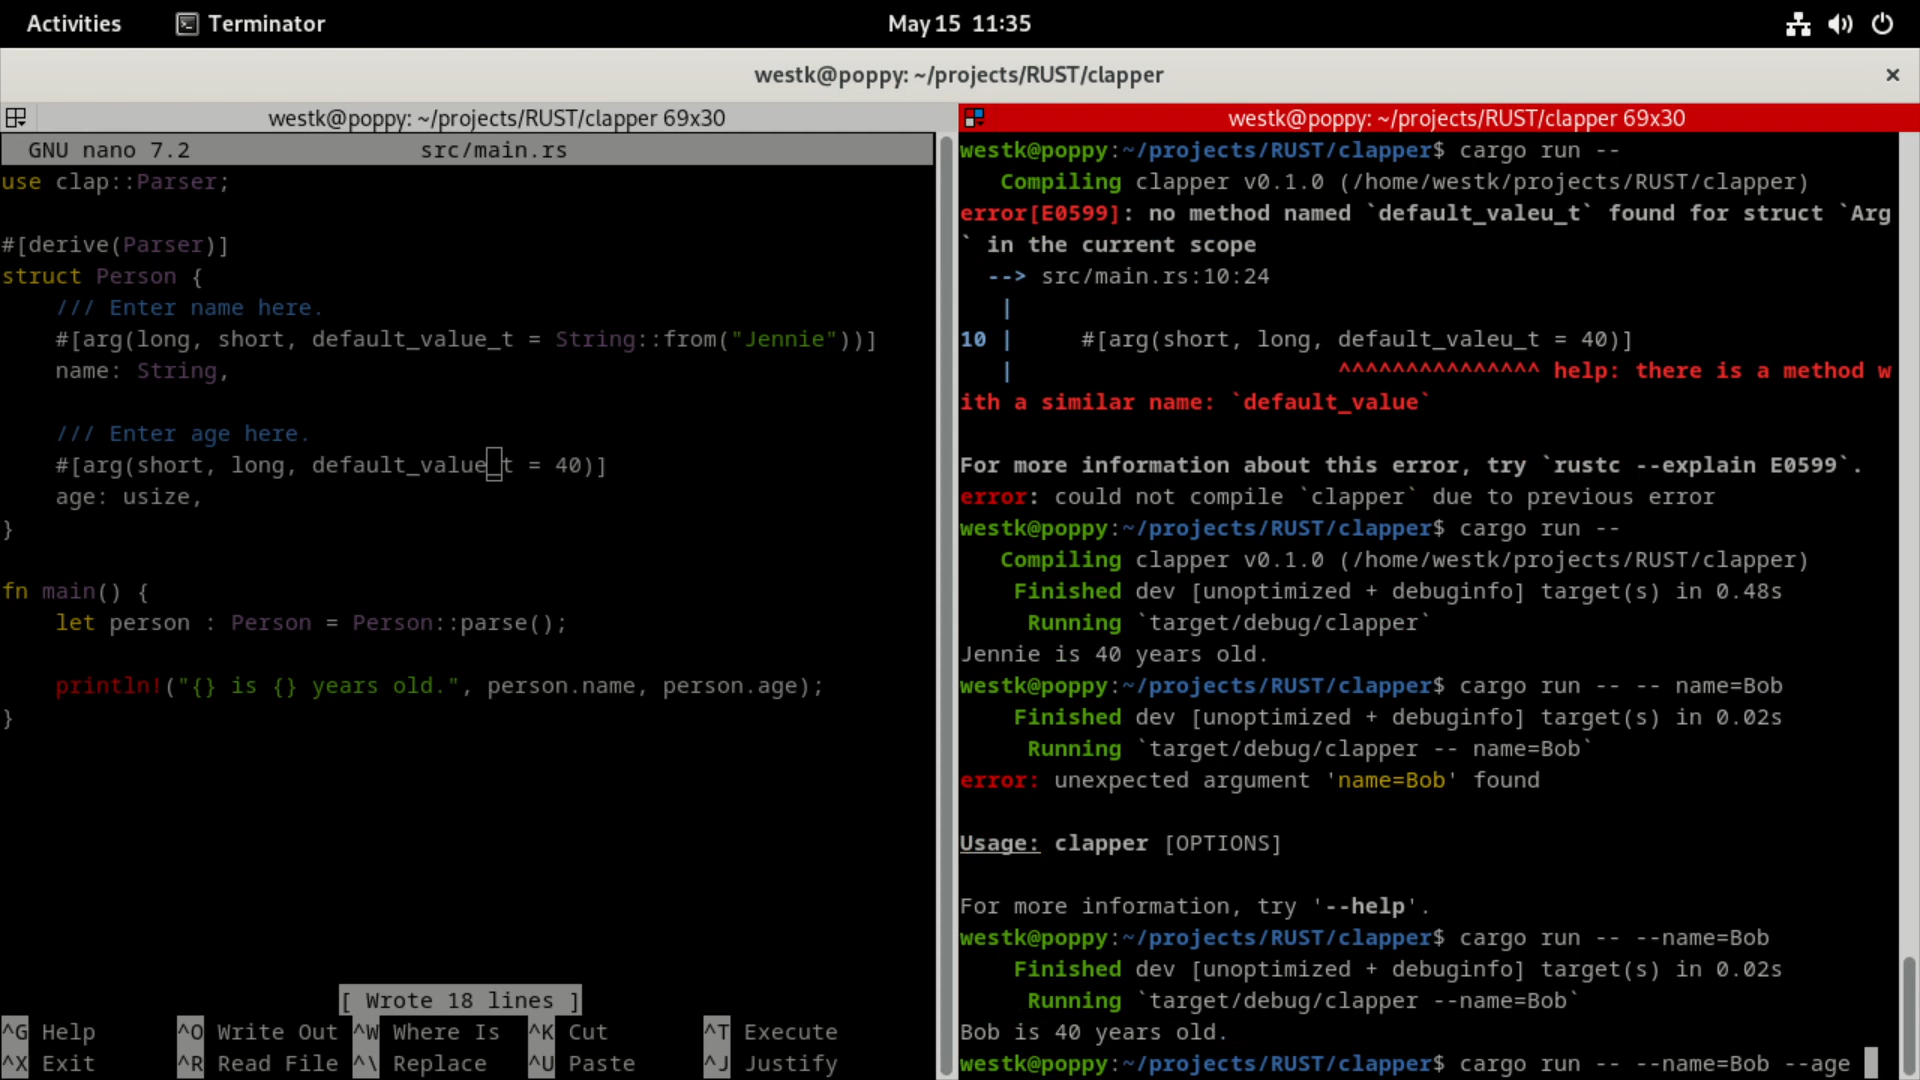 Activities Terminator May 15 11:35
westk@poppy: ~/projects/RUST/clapper ×
westk@poppy: ~/projects/RUST/clapper 69x30
GNU nano 7.2 src/main.rs
use clap::Parser;

#[derive(Parser)]
struct Person {
    /// Enter name here.
    #[arg(long, short, default_value_t = String::from("Jennie"))]
    name: String,

    /// Enter age here.
    #[arg(short, long, default_value_t = 40)]
    age: usize,
}

fn main() {
    let person : Person = Person::parse();

    println!("{} is {} years old.", person.name, person.age);
}
[ Wrote 18 lines ]
^G Help ^O Write Out ^W Where Is ^K Cut ^T Execute
^X Exit ^R Read File ^\ Replace ^U Paste ^J Justify
westk@poppy: ~/projects/RUST/clapper 69x30
westk@poppy:~/projects/RUST/clapper$ cargo run --
   Compiling clapper v0.1.0 (/home/westk/projects/RUST/clapper)
error[E0599]: no method named `default_valeu_t` found for struct `Arg
` in the current scope
  --> src/main.rs:10:24
   |
10 |     #[arg(short, long, default_valeu_t = 40)]
   |                        ^^^^^^^^^^^^^^^ help: there is a method w
ith a similar name: `default_value`

For more information about this error, try `rustc --explain E0599`.
error: could not compile `clapper` due to previous error
westk@poppy:~/projects/RUST/clapper$ cargo run --
   Compiling clapper v0.1.0 (/home/westk/projects/RUST/clapper)
    Finished dev [unoptimized + debuginfo] target(s) in 0.48s
     Running `target/debug/clapper`
Jennie is 40 years old.
westk@poppy:~/projects/RUST/clapper$ cargo run -- -- name=Bob
    Finished dev [unoptimized + debuginfo] target(s) in 0.02s
     Running `target/debug/clapper -- name=Bob`
error: unexpected argument 'name=Bob' found

Usage: clapper [OPTIONS]

For more information, try '--help'.
westk@poppy:~/projects/RUST/clapper$ cargo run -- --name=Bob
    Finished dev [unoptimized + debuginfo] target(s) in 0.02s
     Running `target/debug/clapper --name=Bob`
Bob is 40 years old.
westk@poppy:~/projects/RUST/clapper$ cargo run -- --name=Bob --age